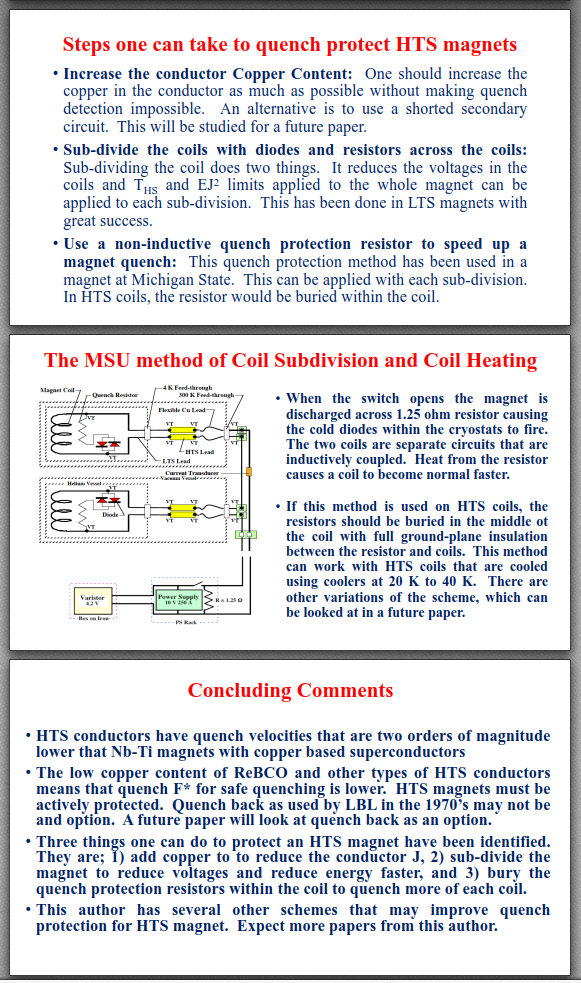 Steps one can take to quench protect HTS magnets
• Increase the conductor Copper Content: One should increase the
copper in the conductor as much as possible without making quench
detection impossible. An alternative is to use a shorted secondary
circuit. This will be studied for a future paper.
• Sub-divide the coils with diodes and resistors across the coils:
Sub-dividing the coil does two things. It reduces the voltages in the
coils and THS and EJ² limits applied to the whole magnet can be
applied to each sub-division. This has been done in LTS magnets with
great success.
• Use a non-inductive quench protection resistor to speed up a
magnet quench: This quench protection method has been used in a
magnet at Michigan State. This can be applied with each sub-division.
In HTS coils, the resistor would be buried within the coil.
The MSU method of Coil Subdivision and Coil Heating
Magnet Coil
Quench Resistor
4 K Feed-through
300 K Feed-through
Flexible Cu Lead
VT
VT VT VT
HTS Lead
VT VT VT
VT
LTS Lead
Current Transducer
Vacuum Vessel
Helium Vessel
VT
VT VT VT
Diode
VT VT VT
VT
Varistor
4.2 V
Box on Iron
Power Supply
10 V 250 A
R = 1.25 Ω
PS Rack
• When the switch opens the magnet is
discharged across 1.25 ohm resistor causing
the cold diodes within the cryostats to fire.
The two coils are separate circuits that are
inductively coupled. Heat from the resistor
causes a coil to become normal faster.
• If this method is used on HTS coils, the
resistors should be buried in the middle ot
the coil with full ground-plane insulation
between the resistor and coils. This method
can work with HTS coils that are cooled
using coolers at 20 K to 40 K. There are
other variations of the scheme, which can
be looked at in a future paper.
Concluding Comments
• HTS conductors have quench velocities that are two orders of magnitude
lower that Nb-Ti magnets with copper based superconductors
• The low copper content of ReBCO and other types of HTS conductors
means that quench F* for safe quenching is lower. HTS magnets must be
actively protected. Quench back as used by LBL in the 1970's may not be
and option. A future paper will look at quench back as an option.
• Three things one can do to protect an HTS magnet have been identified.
They are; 1) add copper to to reduce the conductor J, 2) sub-divide the
magnet to reduce voltages and reduce energy faster, and 3) bury the
quench protection resistors within the coil to quench more of each coil.
• This author has several other schemes that may improve quench
protection for HTS magnet. Expect more papers from this author.